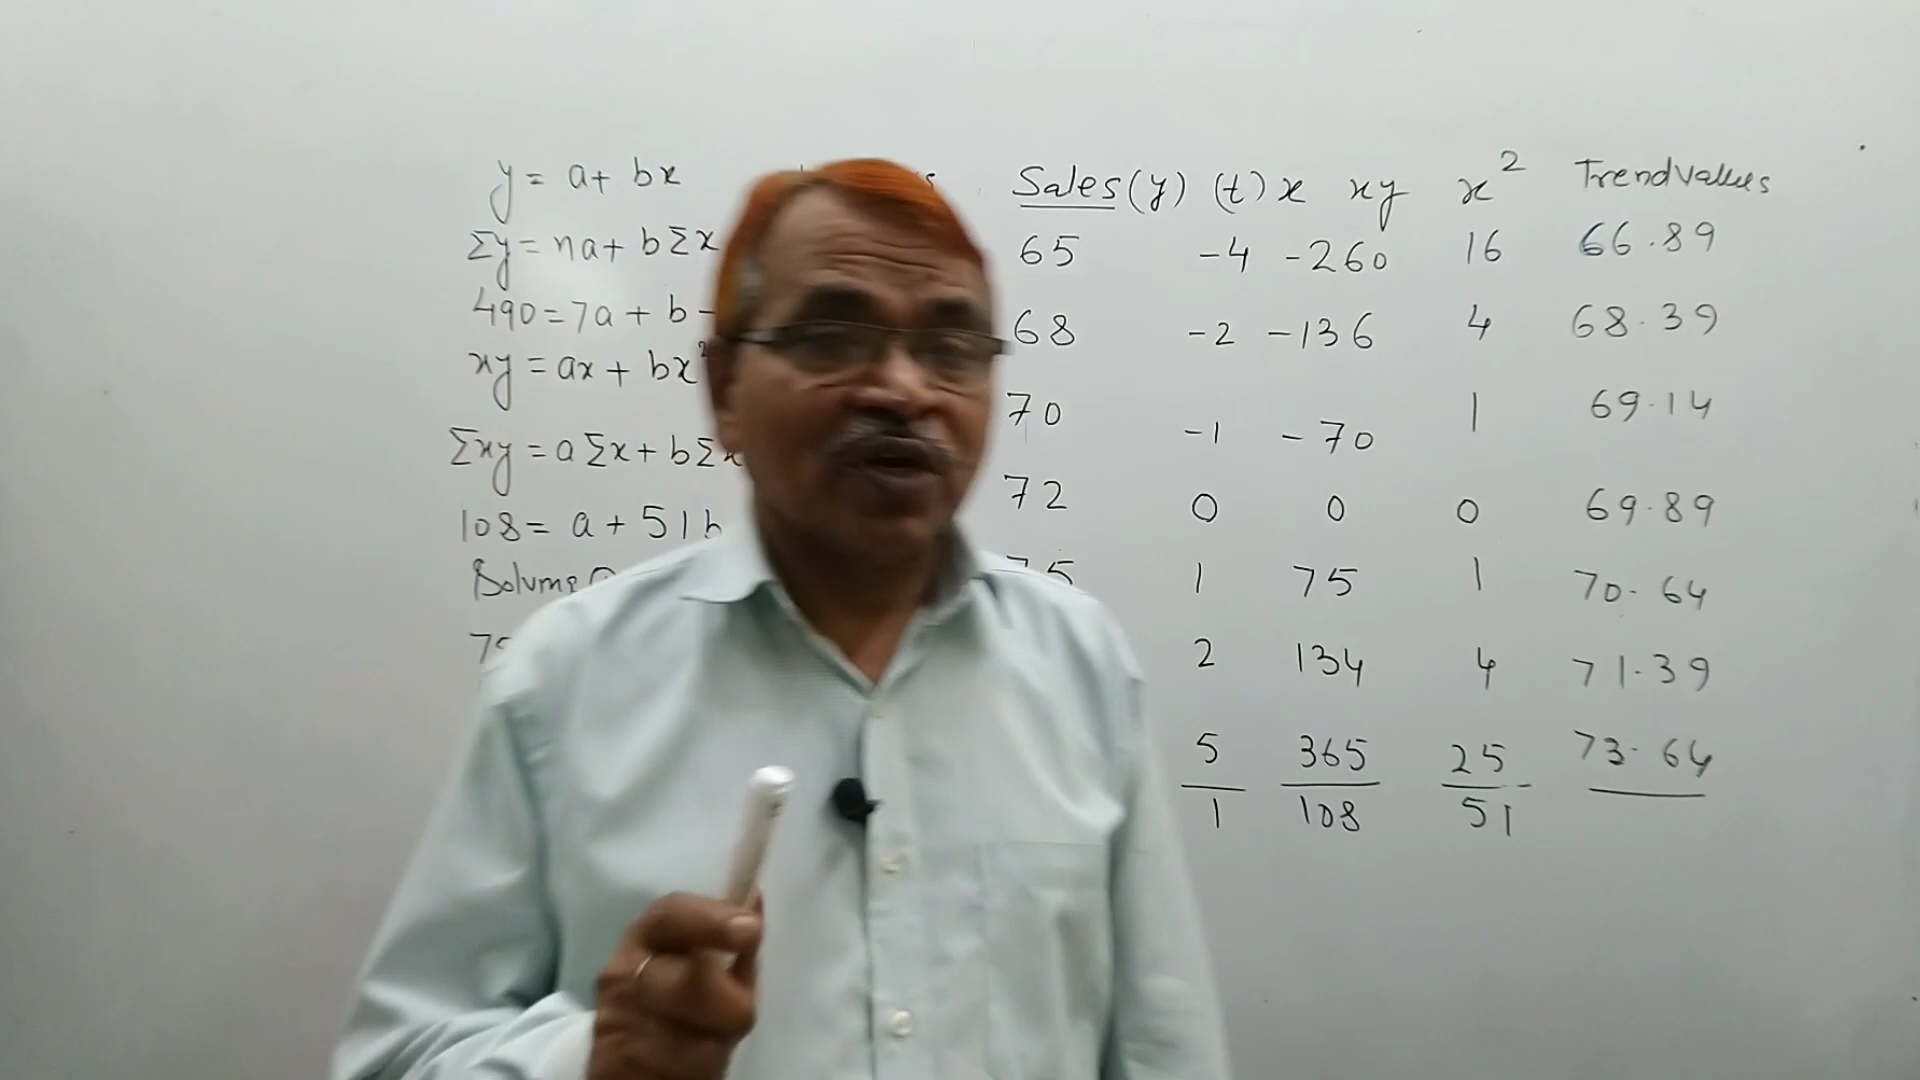 y = a + bx
Σy = na + bΣx
490 = 7a + b -
xy = ax + bx²
Σxy = aΣx + bΣx
108 = a + 51b
Sales (y) (t) x xy x² Trend Values
65 -4 -260 16 66.89
68 -2 -136 4 68.39
70 -1 -70 1 69.14
72 0 0 0 69.89
75 1 75 1 70.64
2 134 4 71.39
5 365 25 73.64
1 108 51